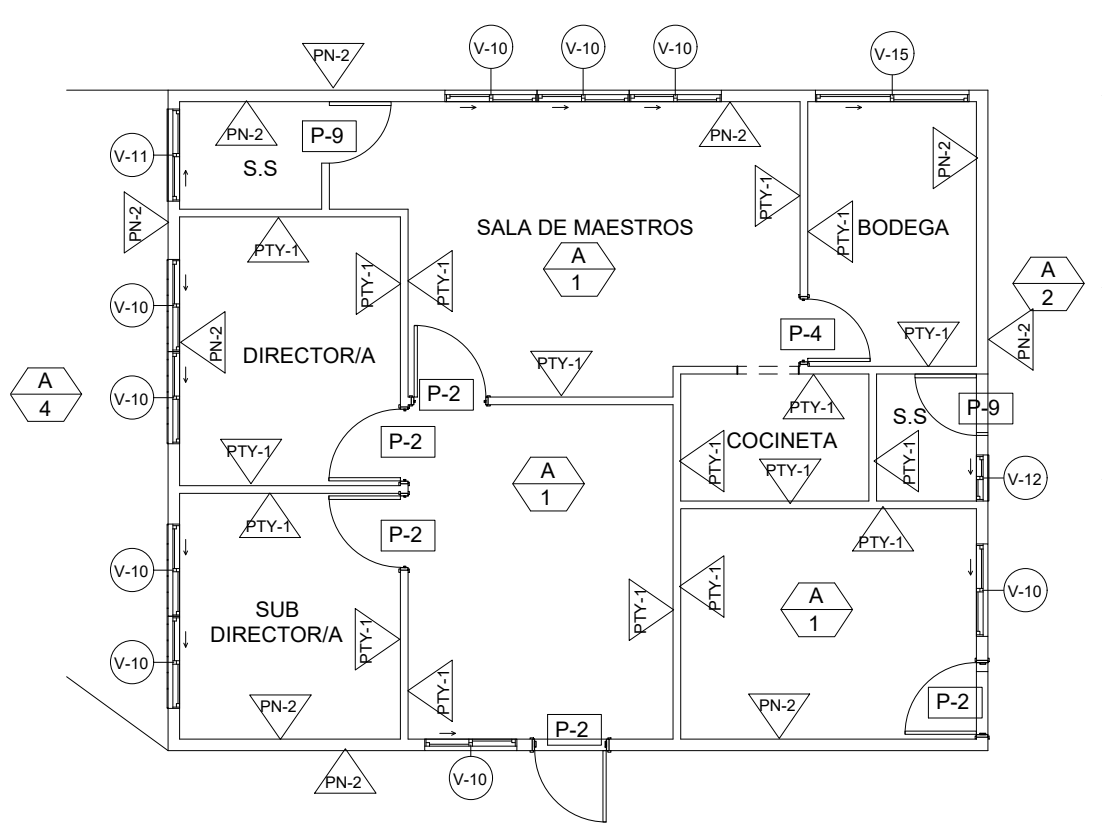 V-10
V-10
V-10
V-15
PN-2
PN-2
P-9
PN-2
PN-2
V-11
S.S
PTY-1
PN-2
PTY-1
SALA DE MAESTROS
BODEGA
PTY-1
A
1
A
2
PTY-1
PTY-1
V-10
PN-2
DIRECTOR/A
P-4
PTY-1
PN-2
PTY-1
A
4
V-10
P-2
PTY-1
P-9
S.S
P-2
COCINETA
PTY-1
PTY-1
PTY-1
PTY-1
A
1
V-12
PTY-1
P-2
PTY-1
V-10
PTY-1
V-10
A
1
SUB
DIRECTOR/A
PTY-1
PTY-1
V-10
PTY-1
PN-2
PN-2
P-2
P-2
PN-2
V-10